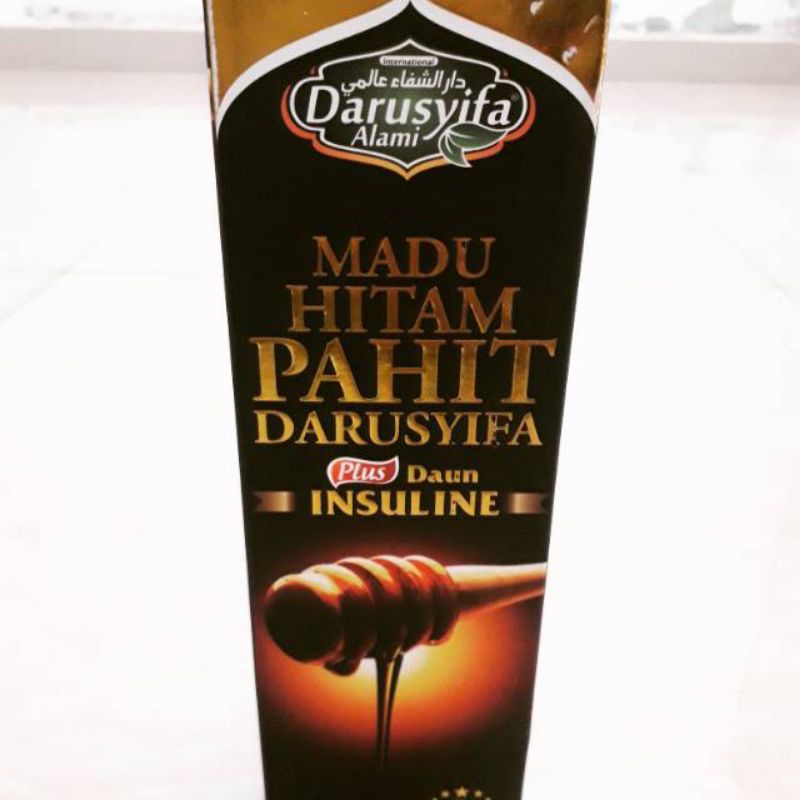 International
دار الشفاء عالمي
Darusyifa®
Alami
MADU
HITAM
PAHIT
DARUSYIFA
Plus Daun
INSULINE